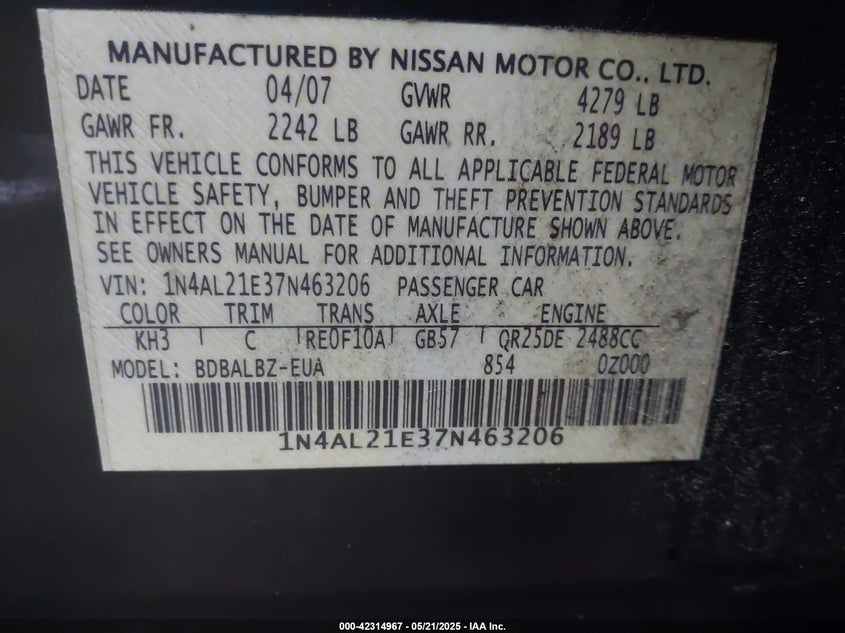 MANUFACTURED BY NISSAN MOTOR CO., LTD.
DATE 04/07 GVWR 4279 LB
GAWR FR. 2242 LB GAWR RR. 2189 LB
THIS VEHICLE CONFORMS TO ALL APPLICABLE FEDERAL MOTOR
VEHICLE SAFETY, BUMPER AND THEFT PREVENTION STANDARDS
IN EFFECT ON THE DATE OF MANUFACTURE SHOWN ABOVE.
SEE OWNERS MANUAL FOR ADDITIONAL INFORMATION.
VIN: 1N4AL21E37N463206 PASSENGER CAR
COLOR TRIM TRANS AXLE ENGINE
KH3 C RE0F10A GB57 QR25DE 2488CC
MODEL: BDBALBZ-EUA 854 0Z000
1N4AL21E37N463206
000-42314967 - 05/21/2025 - IAA Inc.